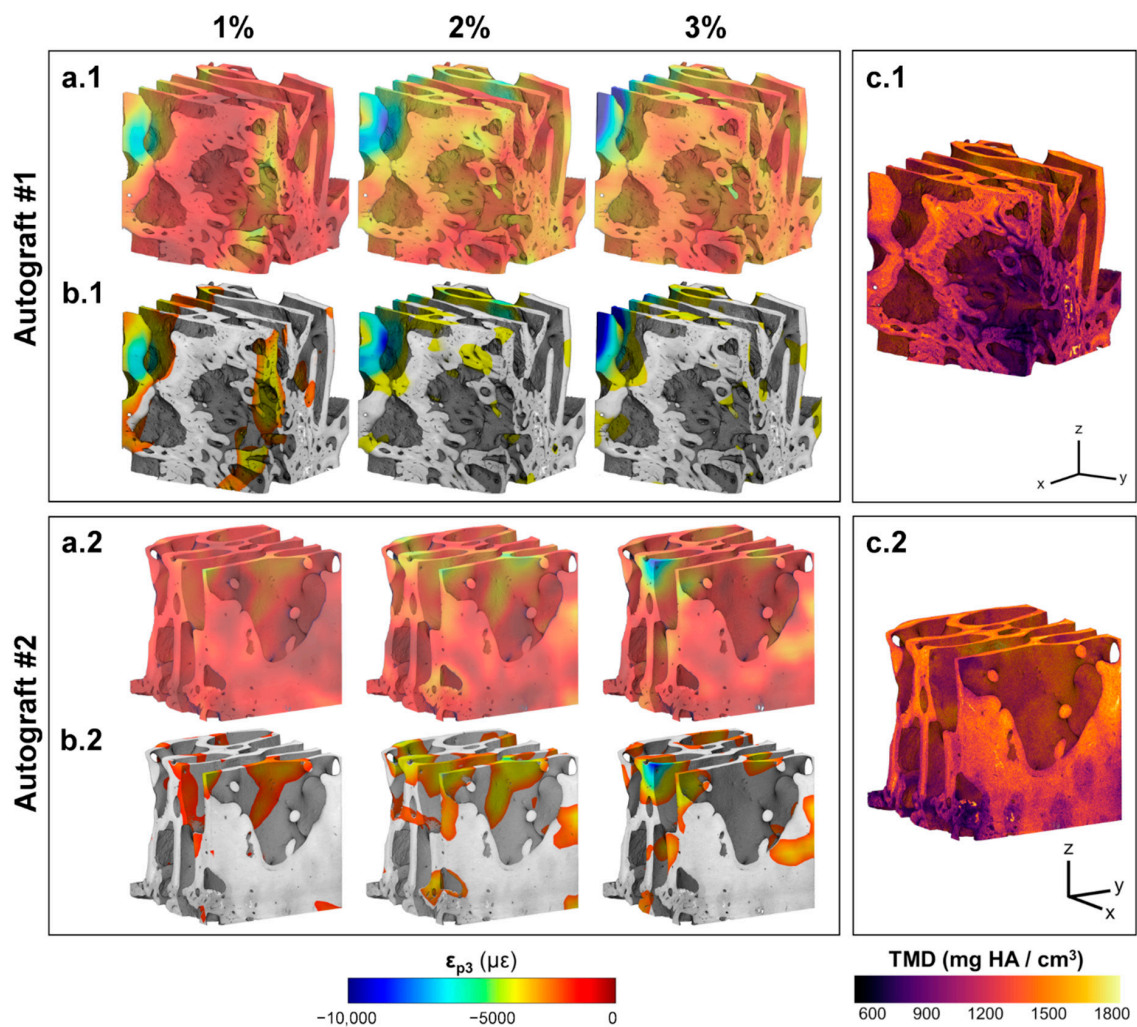 1% 2% 3%
Autograft #1
a.1
b.1
c.1
z
x y
Autograft #2
a.2
b.2
c.2
z
y
x
εp3 (με)
−10,000 −5000 0
TMD (mg HA / cm³)
600 900 1200 1500 1800